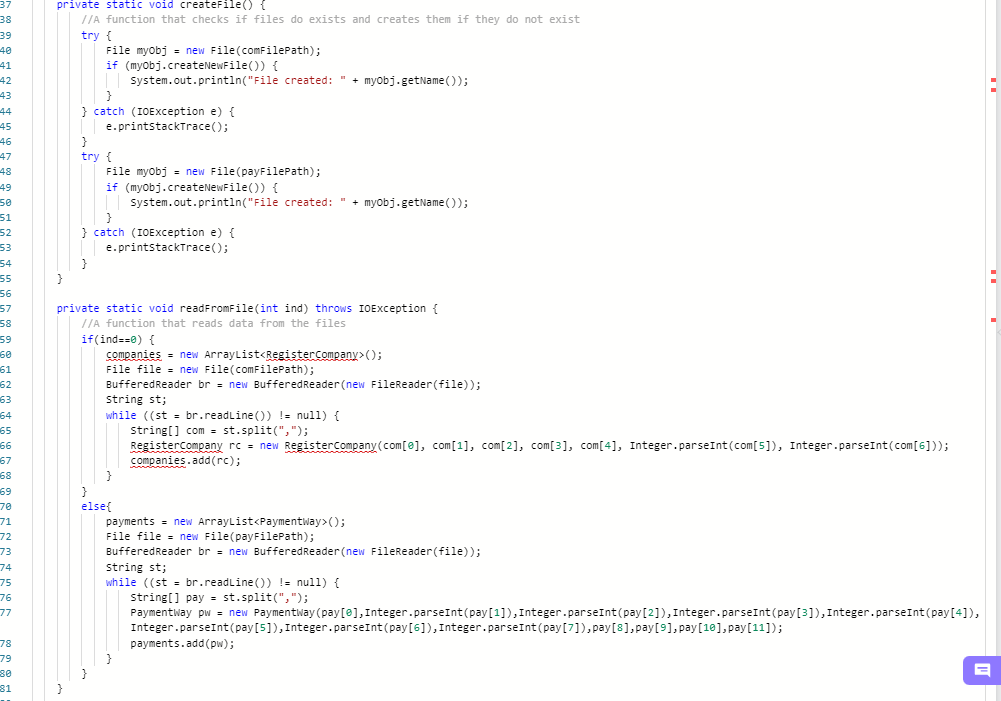 37 private static void createFile() {
38 //A function that checks if files do exists and creates them if they do not exist
39 try {
40 File myObj = new File(comFilePath);
41 if (myObj.createNewFile()) {
42 System.out.println("File created: " + myObj.getName());
43 }
44 } catch (IOException e) {
45 e.printStackTrace();
46 }
47 try {
48 File myObj = new File(payFilePath);
49 if (myObj.createNewFile()) {
50 System.out.println("File created: " + myObj.getName());
51 }
52 } catch (IOException e) {
53 e.printStackTrace();
54 }
55 }
56
57 private static void readFromFile(int ind) throws IOException {
58 //A function that reads data from the files
59 if(ind==0) {
60 companies = new ArrayList<RegisterCompany>();
61 File file = new File(comFilePath);
62 BufferedReader br = new BufferedReader(new FileReader(file));
63 String st;
64 while ((st = br.readLine()) != null) {
65 String[] com = st.split(",");
66 RegisterCompany rc = new RegisterCompany(com[0], com[1], com[2], com[3], com[4], Integer.parseInt(com[5]), Integer.parseInt(com[6]));
67 companies.add(rc);
68 }
69 }
70 else{
71 payments = new ArrayList<PaymentWay>();
72 File file = new File(payFilePath);
73 BufferedReader br = new BufferedReader(new FileReader(file));
74 String st;
75 while ((st = br.readLine()) != null) {
76 String[] pay = st.split(",");
77 PaymentWay pw = new PaymentWay(pay[0],Integer.parseInt(pay[1]),Integer.parseInt(pay[2]),Integer.parseInt(pay[3]),Integer.parseInt(pay[4]),
Integer.parseInt(pay[5]),Integer.parseInt(pay[6]),Integer.parseInt(pay[7]),pay[8],pay[9],pay[10],pay[11]);
78 payments.add(pw);
79 }
80 }
81 }